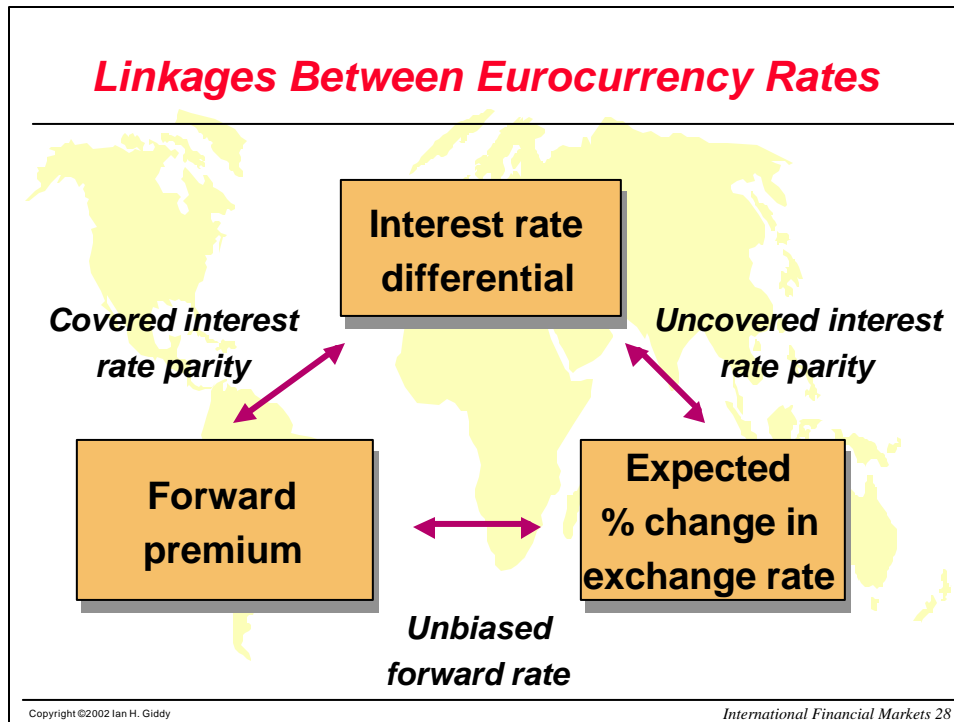 Linkages Between Eurocurrency Rates
Interest rate
differential
Covered interest
rate parity
Uncovered interest
rate parity
Forward
premium
Expected
% change in
exchange rate
Unbiased
forward rate
Copyright ©2002 Ian H. Giddy
International Financial Markets 28